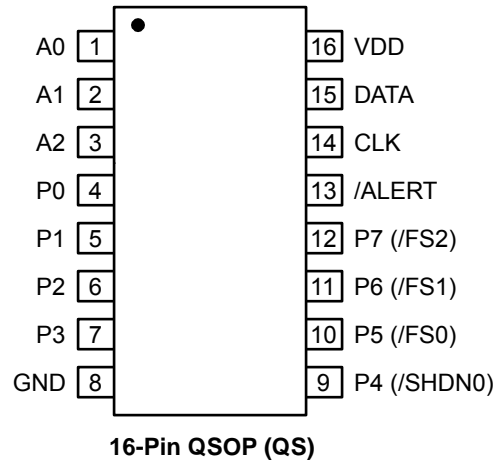 A0 1 16 VDD
A1 2 15 DATA
A2 3 14 CLK
P0 4 13 /ALERT
P1 5 12 P7 (/FS2)
P2 6 11 P6 (/FS1)
P3 7 10 P5 (/FS0)
GND 8 9 P4 (/SHDN0)
16-Pin QSOP (QS)